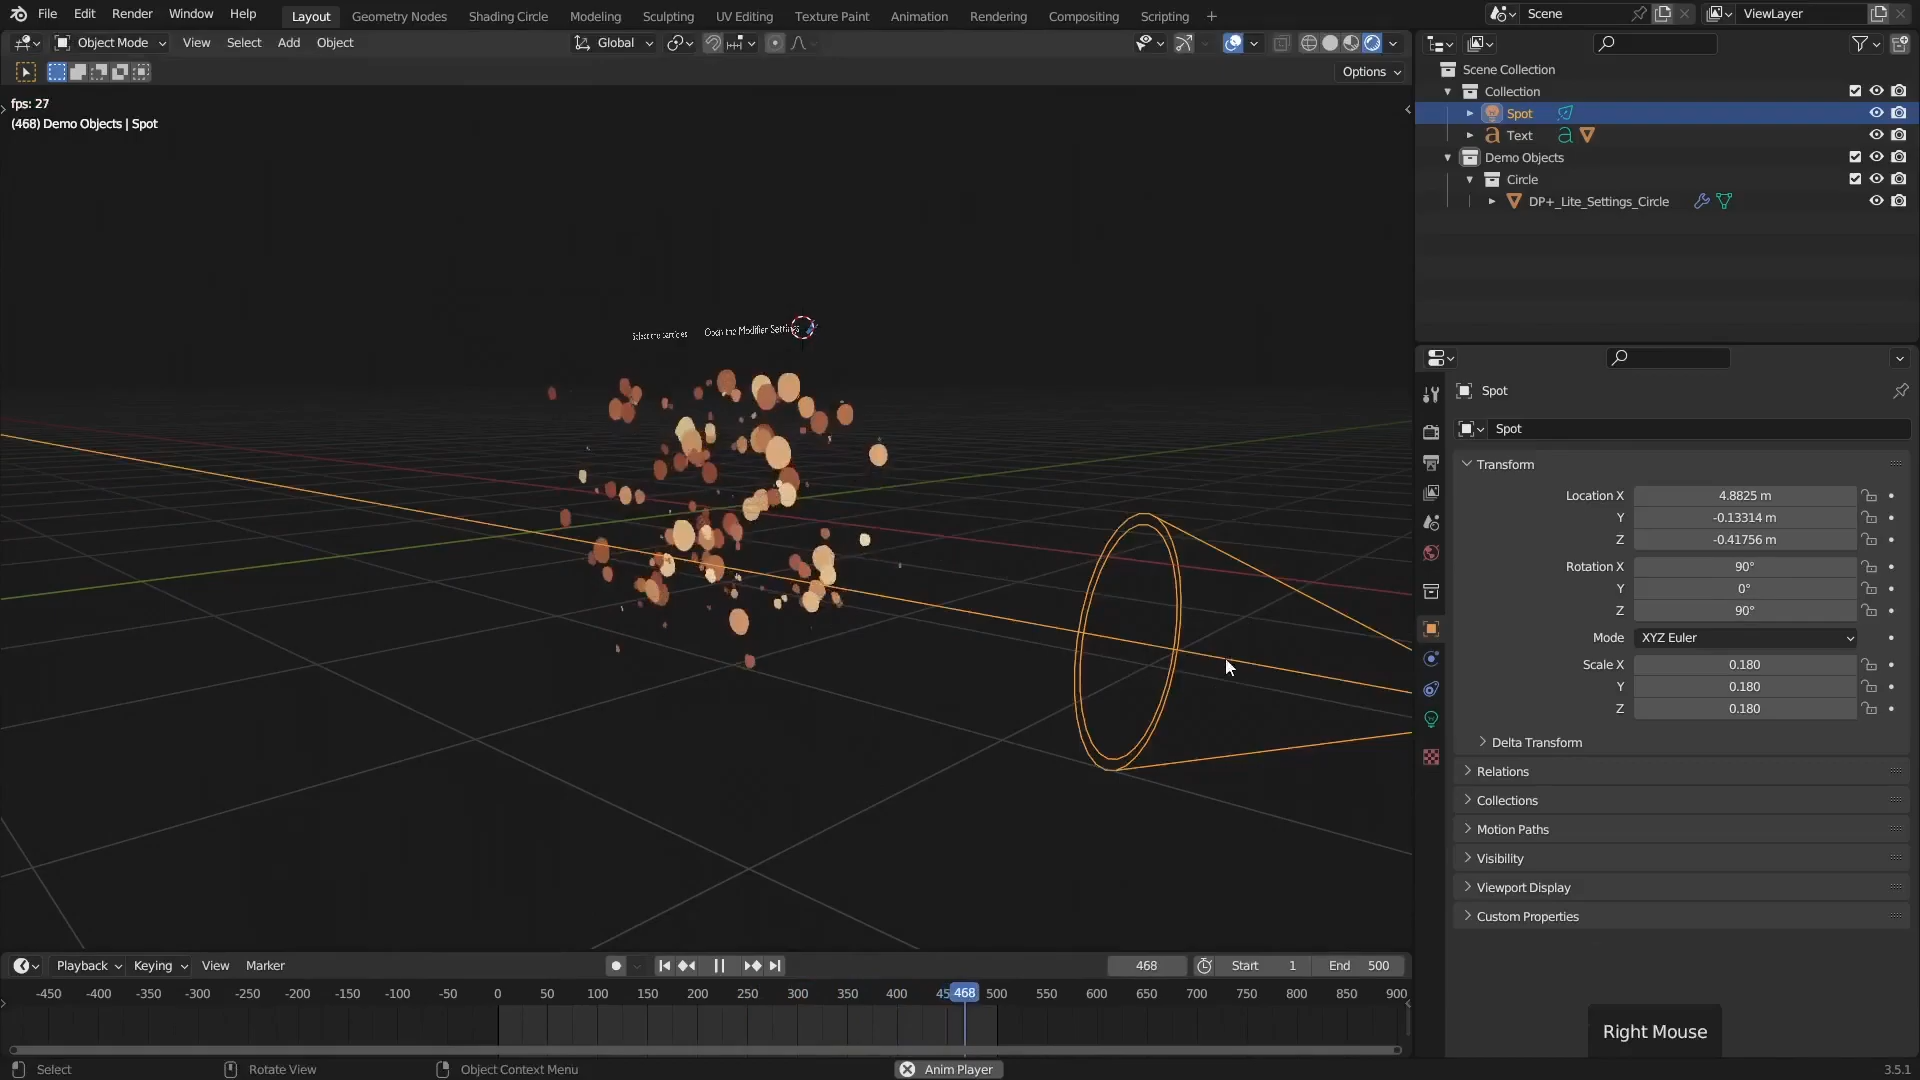 File Edit Render Window Help Layout Geometry Nodes Shading Circle Modeling Sculpting UV Editing Texture Paint Animation Rendering Compositing Scripting + Scene ViewLayer
Object Mode View Select Add Object Global
Options
fps: 27
(468) Demo Objects | Spot
Open the Modifier Settings
Scene Collection
Collection
Spot
Text
Demo Objects
Circle
DP+_Lite_Settings_Circle
Spot
Spot
Transform
Location X 4.8825 m
Y -0.13314 m
Z -0.41756 m
Rotation X 90°
Y 0°
Z 90°
Mode XYZ Euler
Scale X 0.180
Y 0.180
Z 0.180
Delta Transform
Relations
Collections
Motion Paths
Visibility
Viewport Display
Custom Properties
Playback Keying View Marker 468 Start 1 End 500
-450 -400 -350 -300 -250 -200 -150 -100 -50 0 50 100 150 200 250 300 350 400 45 468 500 550 600 650 700 750 800 850 900
Right Mouse
Select Rotate View Object Context Menu Anim Player 3.5.1